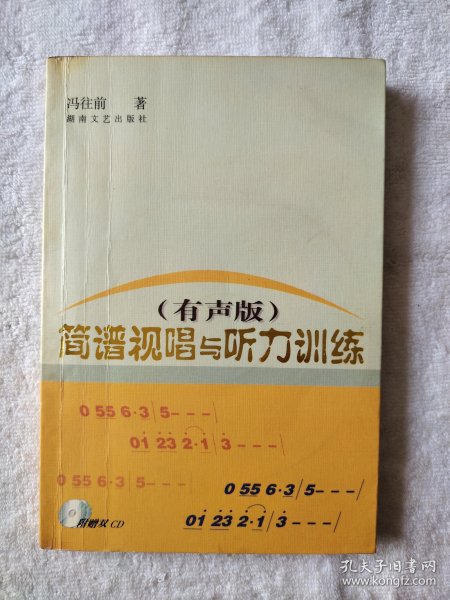 冯往前 著
湖南文艺出版社
(有声版)
简谱视唱与听力训练
0 55 6·3|5---|
01 23 2·1|3---|
0 55 6·3|5---|
0 55 6·3|5---|
01 23 2·1|3---|
附赠双CD
孔夫子旧书网
www.kongfz.com